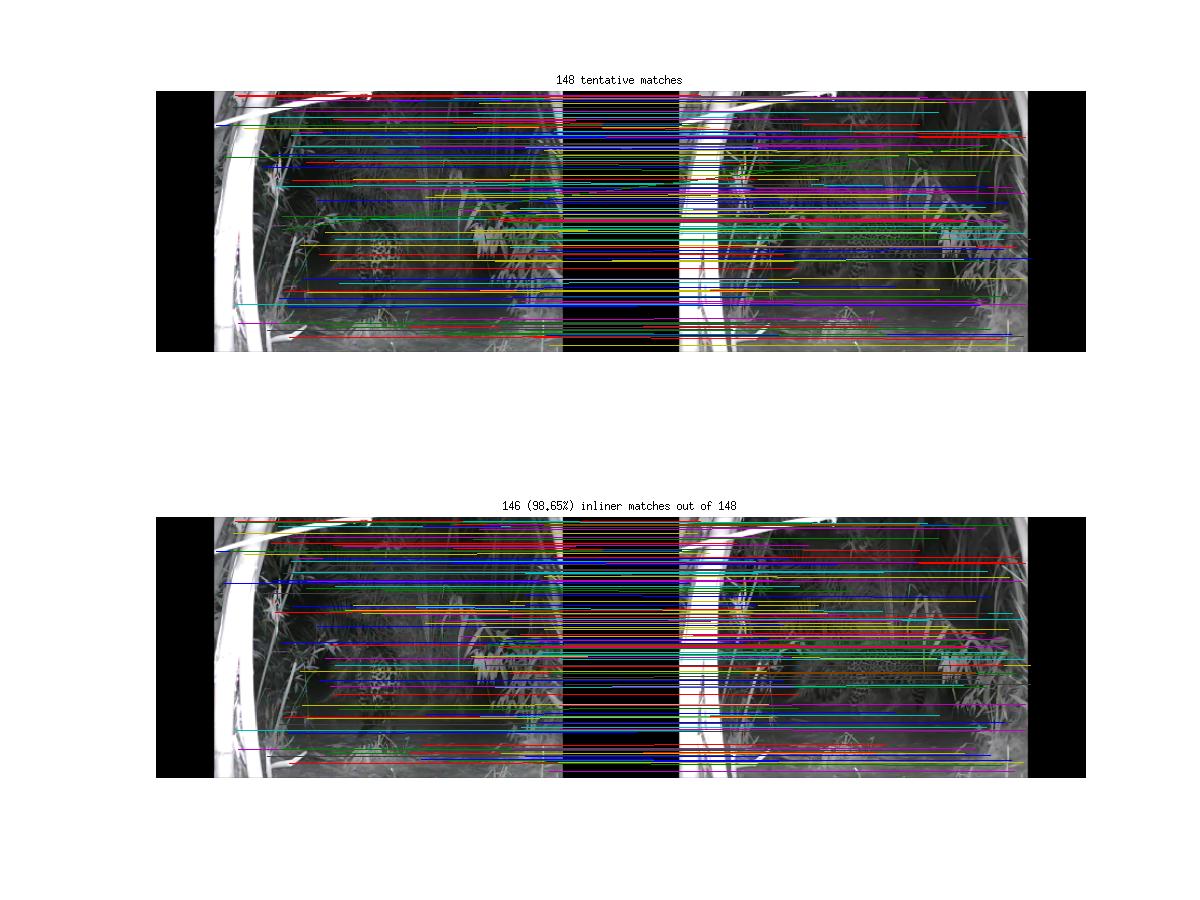 148 tentative matches
146 (98.65%) inliner matches out of 148